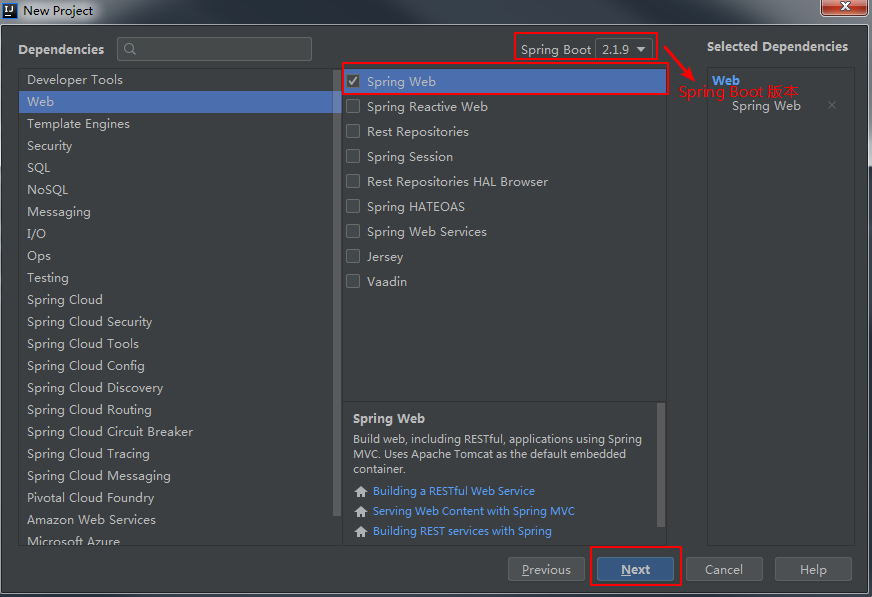 New Project
Dependencies
Spring Boot 2.1.9
Selected Dependencies
Developer Tools
Web
Template Engines
Security
SQL
NoSQL
Messaging
I/O
Ops
Testing
Spring Cloud
Spring Cloud Security
Spring Cloud Tools
Spring Cloud Config
Spring Cloud Discovery
Spring Cloud Routing
Spring Cloud Circuit Breaker
Spring Cloud Tracing
Spring Cloud Messaging
Pivotal Cloud Foundry
Amazon Web Services
Microsoft Azure
Spring Web
Spring Reactive Web
Rest Repositories
Spring Session
Rest Repositories HAL Browser
Spring HATEOAS
Spring Web Services
Jersey
Vaadin
Spring Web
Build web, including RESTful, applications using Spring
MVC. Uses Apache Tomcat as the default embedded
container.
Building a RESTful Web Service
Serving Web Content with Spring MVC
Building REST services with Spring
Web
Spring Boot 版本
Spring Web
Previous
Next
Cancel
Help